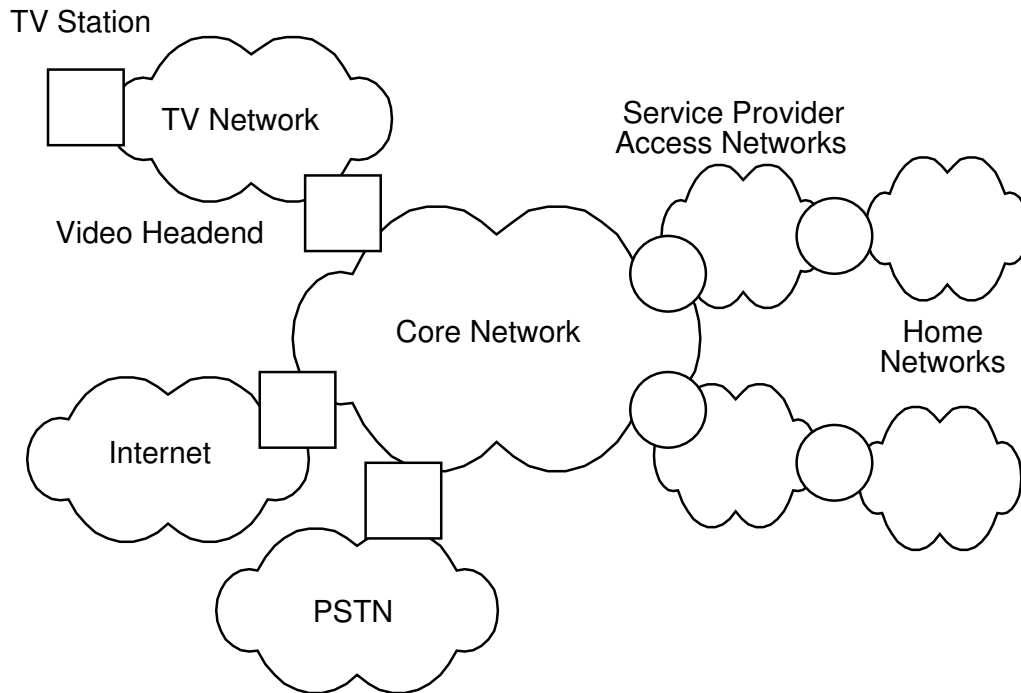 TV Station
TV Network
Service Provider
Access Networks
Video Headend
Core Network
Home
Networks
Internet
PSTN